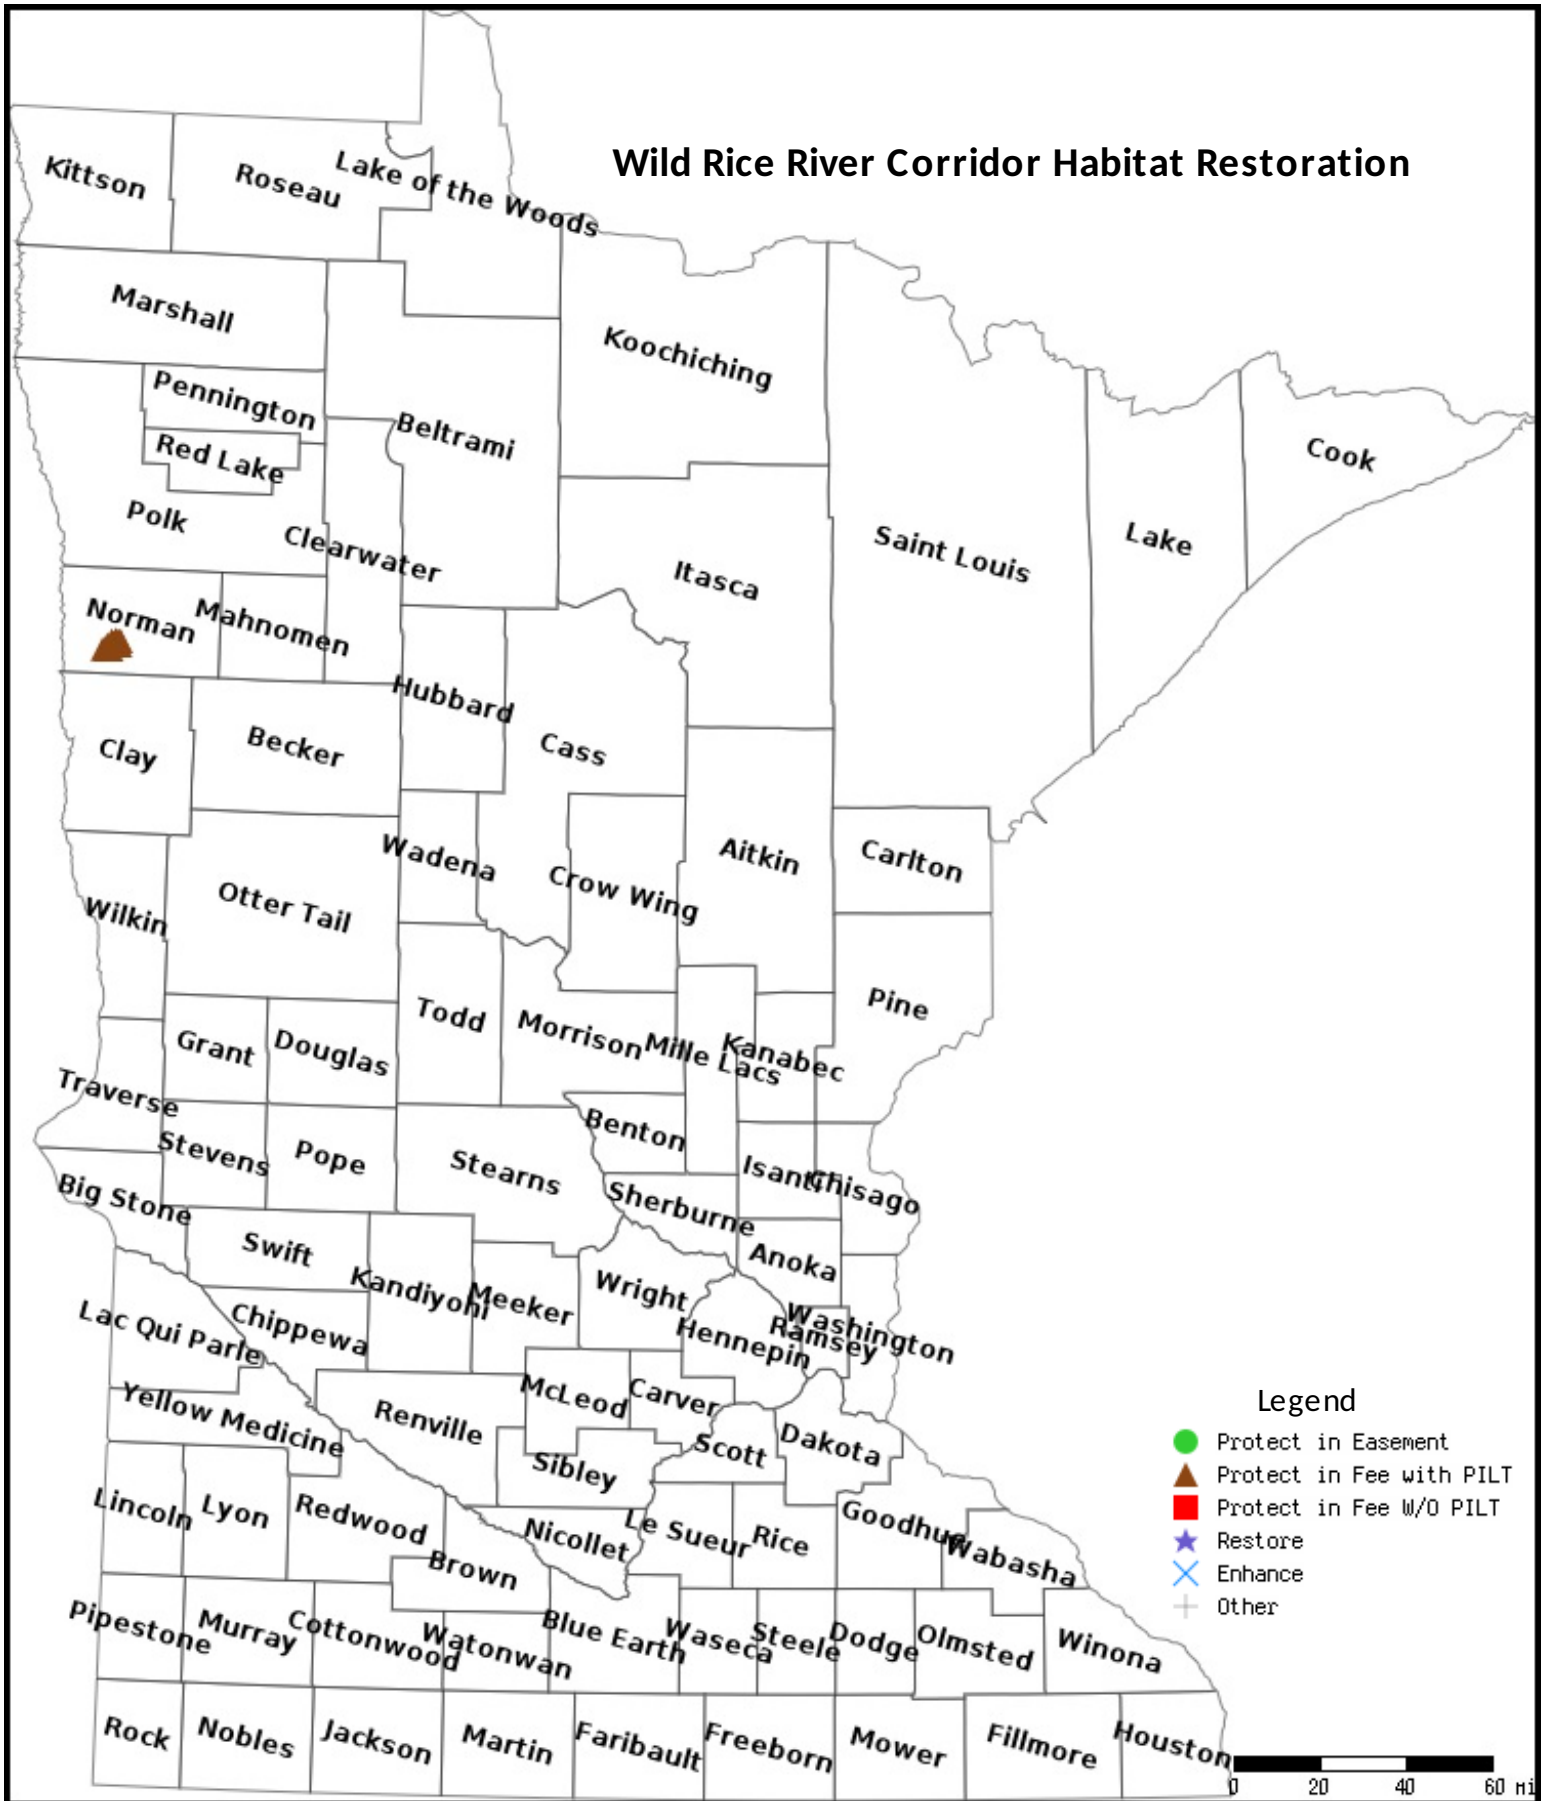 Wild Rice River Corridor Habitat Restoration
Kittson
Roseau
Lake of the Woods
Marshall
Koochiching
Pennington
Beltrami
Red Lake
Cook
Polk
Clearwater
Saint Louis
Lake
Itasca
Norman
Mahnomen
Hubbard
Cass
Clay
Becker
Wadena
Aitkin
Carlton
Crow Wing
Otter Tail
Wilkin
Pine
Todd
Morrison
Mille Lacs
Kanabec
Grant
Douglas
Traverse
Benton
Stevens
Pope
Stearns
Isanti
Chisago
Big Stone
Sherburne
Swift
Anoka
Kandiyohi
Meeker
Wright
Washington
Ramsey
Hennepin
Lac Qui Parle
Chippewa
McLeod
Carver
Yellow Medicine
Renville
Scott
Dakota
Sibley
Lincoln
Lyon
Redwood
Nicollet
Le Sueur
Rice
Goodhue
Wabasha
Brown
Pipestone
Murray
Cottonwood
Watonwan
Blue Earth
Waseca
Steele
Dodge
Olmsted
Winona
Rock
Nobles
Jackson
Martin
Faribault
Freeborn
Mower
Fillmore
Houston
Legend
Protect in Easement
Protect in Fee with PILT
Protect in Fee W/O PILT
Restore
Enhance
Other
0 20 40 60 mi